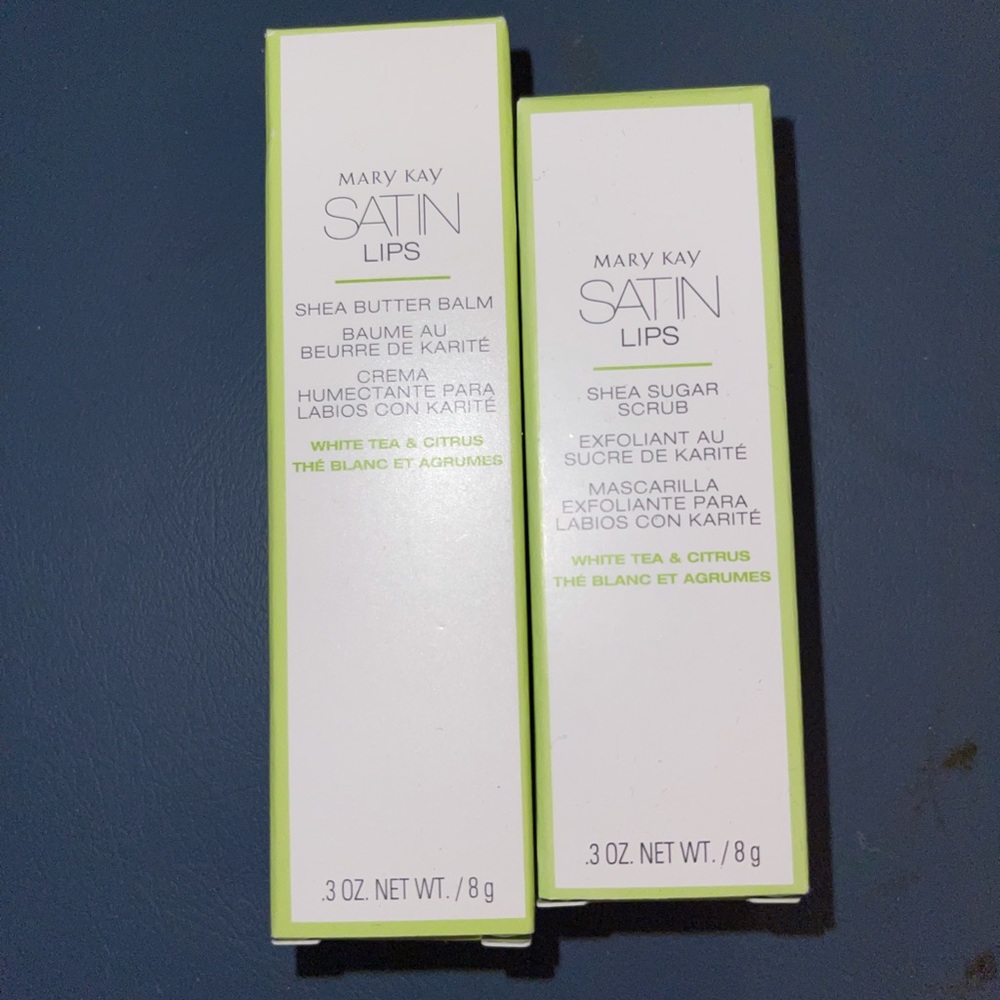 MARY KAY
SATIN
LIPS
SHEA BUTTER BALM
BAUME AU
BEURRE DE KARITÉ
CREMA
HUMECTANTE PARA
LABIOS CON KARITÉ
WHITE TEA & CITRUS
THÉ BLANC ET AGRUMES
.3 OZ. NET WT. / 8 g
MARY KAY
SATIN
LIPS
SHEA SUGAR
SCRUB
EXFOLIANT AU
SUCRE DE KARITÉ
MASCARILLA
EXFOLIANTE PARA
LABIOS CON KARITÉ
WHITE TEA & CITRUS
THÉ BLANC ET AGRUMES
.3 OZ. NET WT. / 8 g